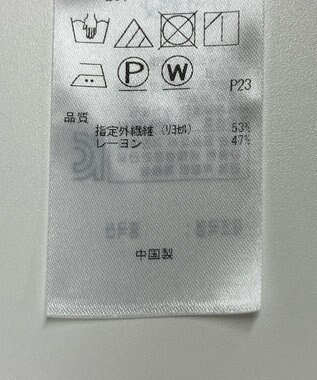 P
W
P23
品質
指定外繊維 (リヨセル) 53%
レーヨン 47%
中国製